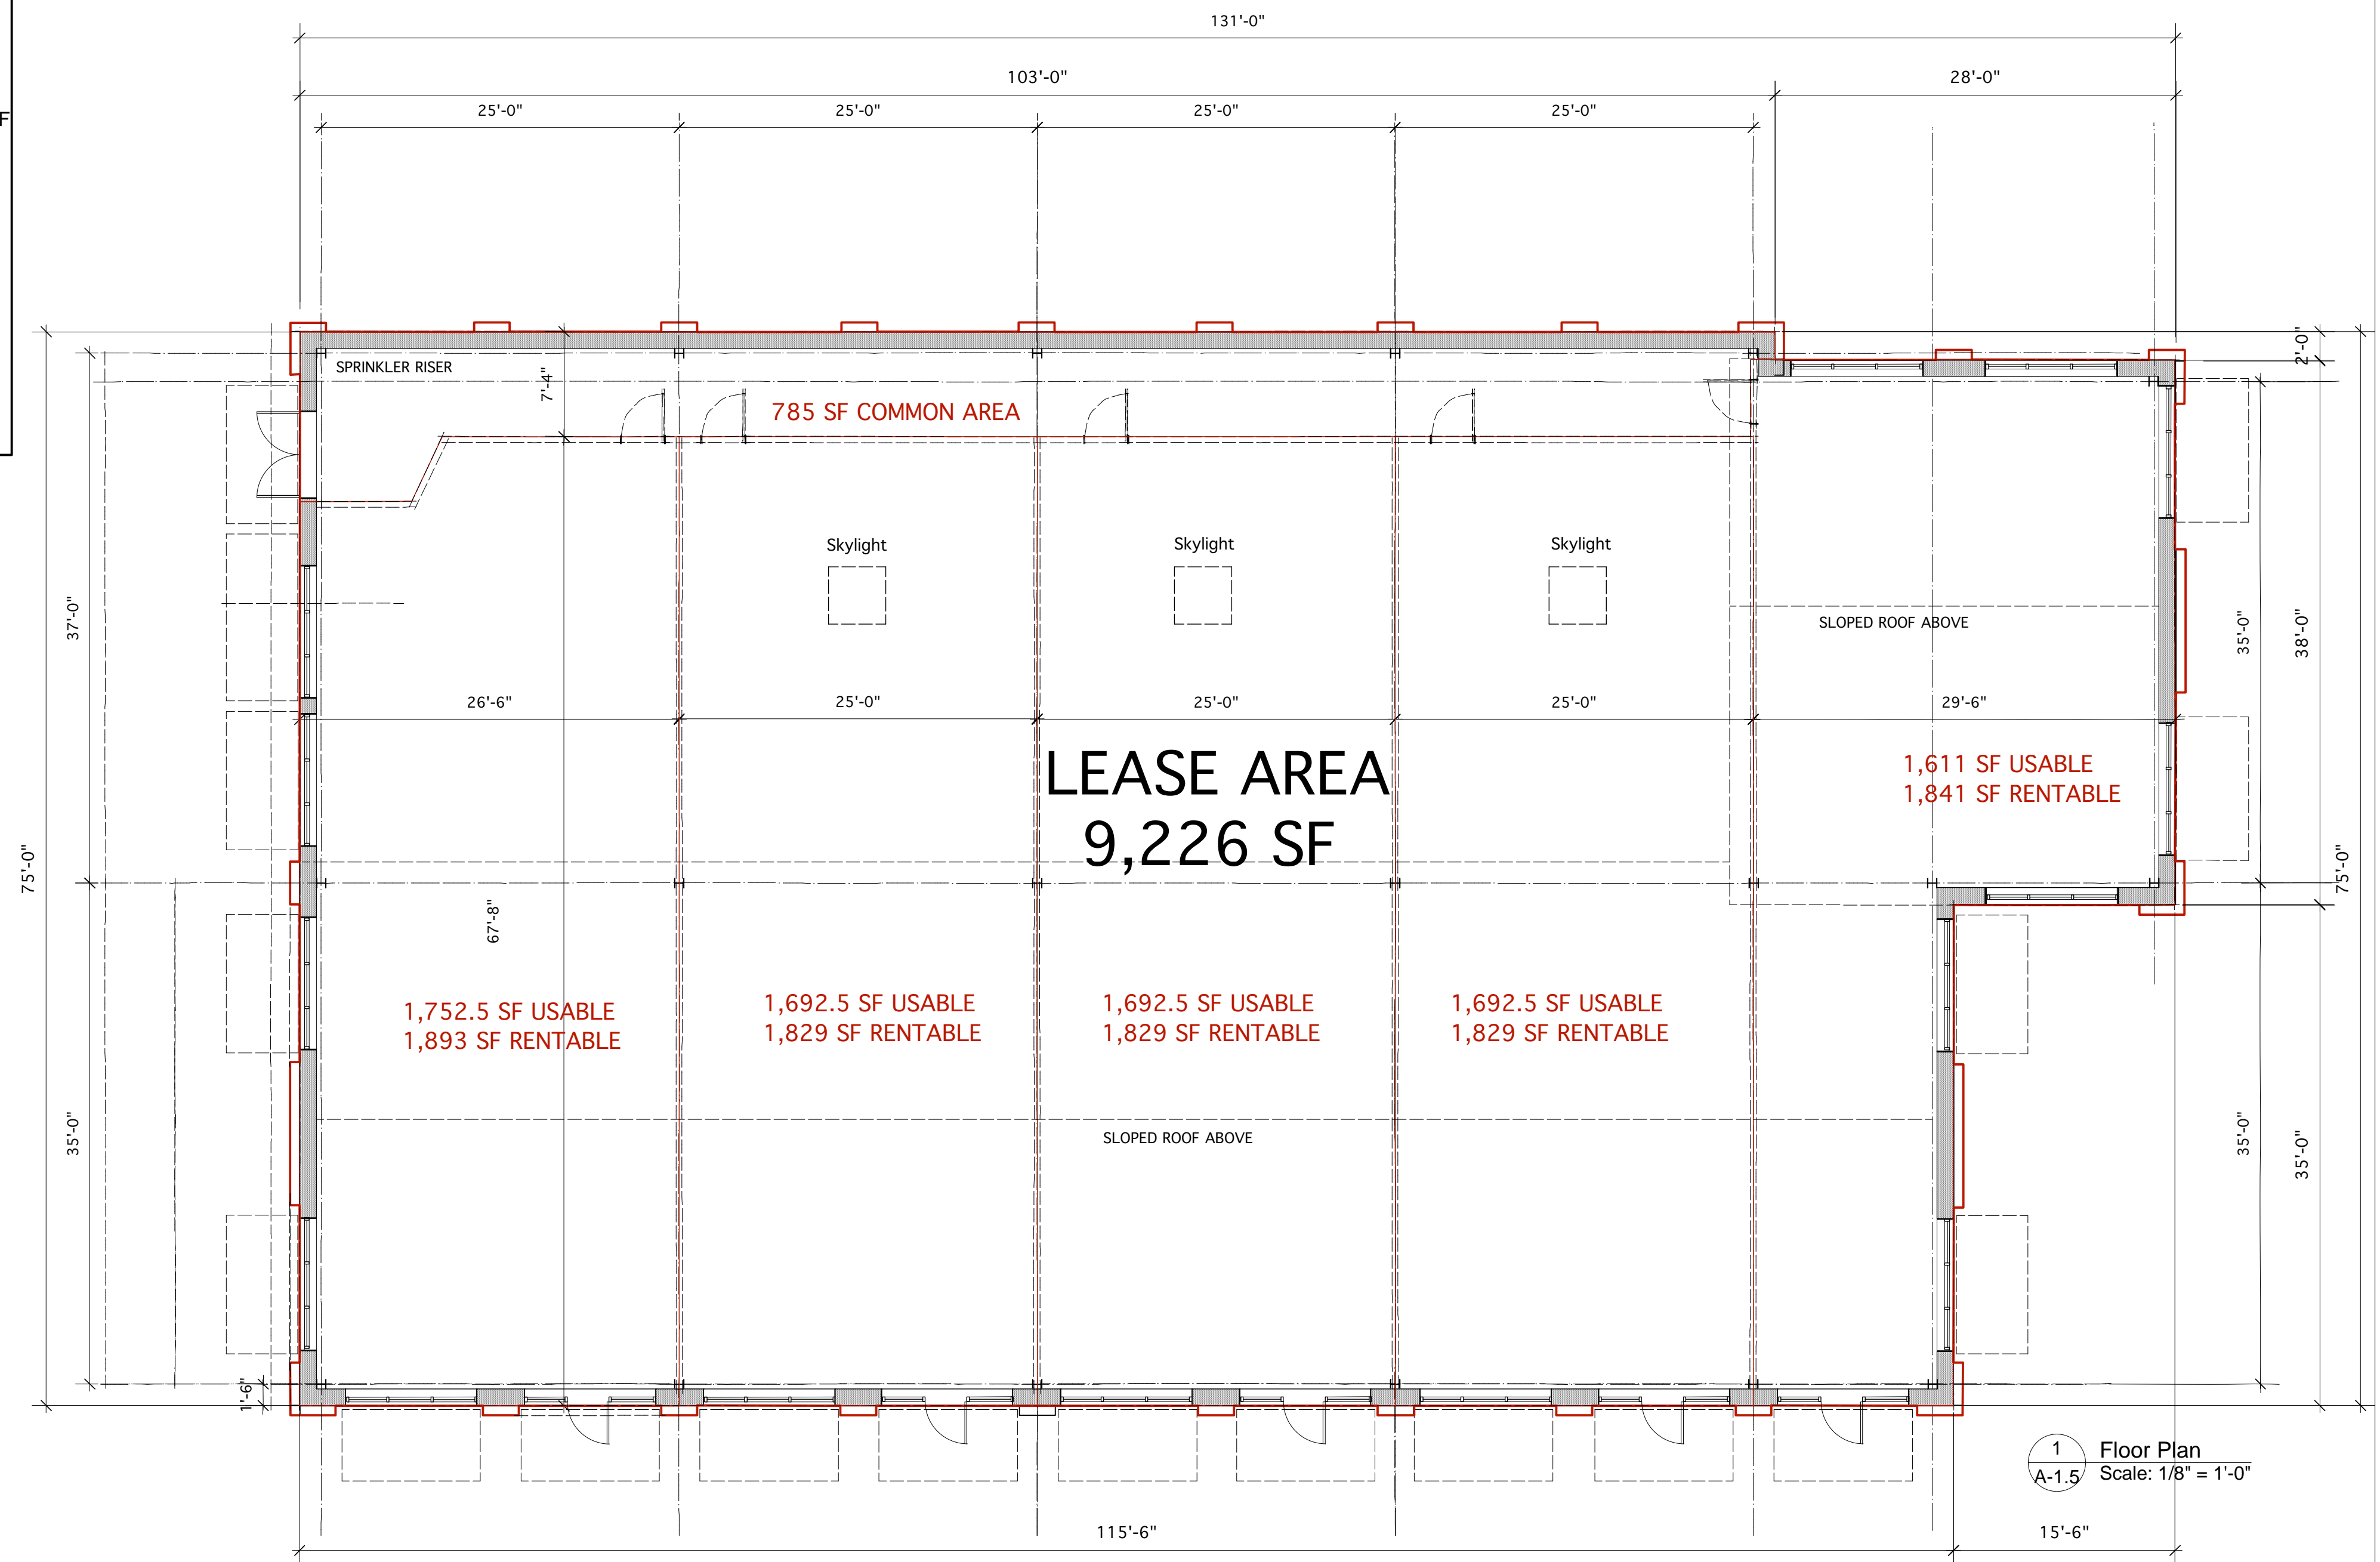 131'-0"
103'-0"
28'-0"
25'-0"
25'-0"
25'-0"
25'-0"
F
2'-0"
SPRINKLER RISER
7'-4"
785 SF COMMON AREA
Skylight
Skylight
Skylight
37'-0"
SLOPED ROOF ABOVE
35'-0"
38'-0"
26'-6"
25'-0"
25'-0"
25'-0"
29'-6"
LEASE AREA
9,226 SF
1,611 SF USABLE
1,841 SF RENTABLE
75'-0"
75'-0"
67'-8"
1,752.5 SF USABLE
1,893 SF RENTABLE
1,692.5 SF USABLE
1,829 SF RENTABLE
1,692.5 SF USABLE
1,829 SF RENTABLE
1,692.5 SF USABLE
1,829 SF RENTABLE
35'-0"
SLOPED ROOF ABOVE
35'-0"
35'-0"
1'-6"
1
A-1.5
Floor Plan
Scale: 1/8" = 1'-0"
115'-6"
15'-6"